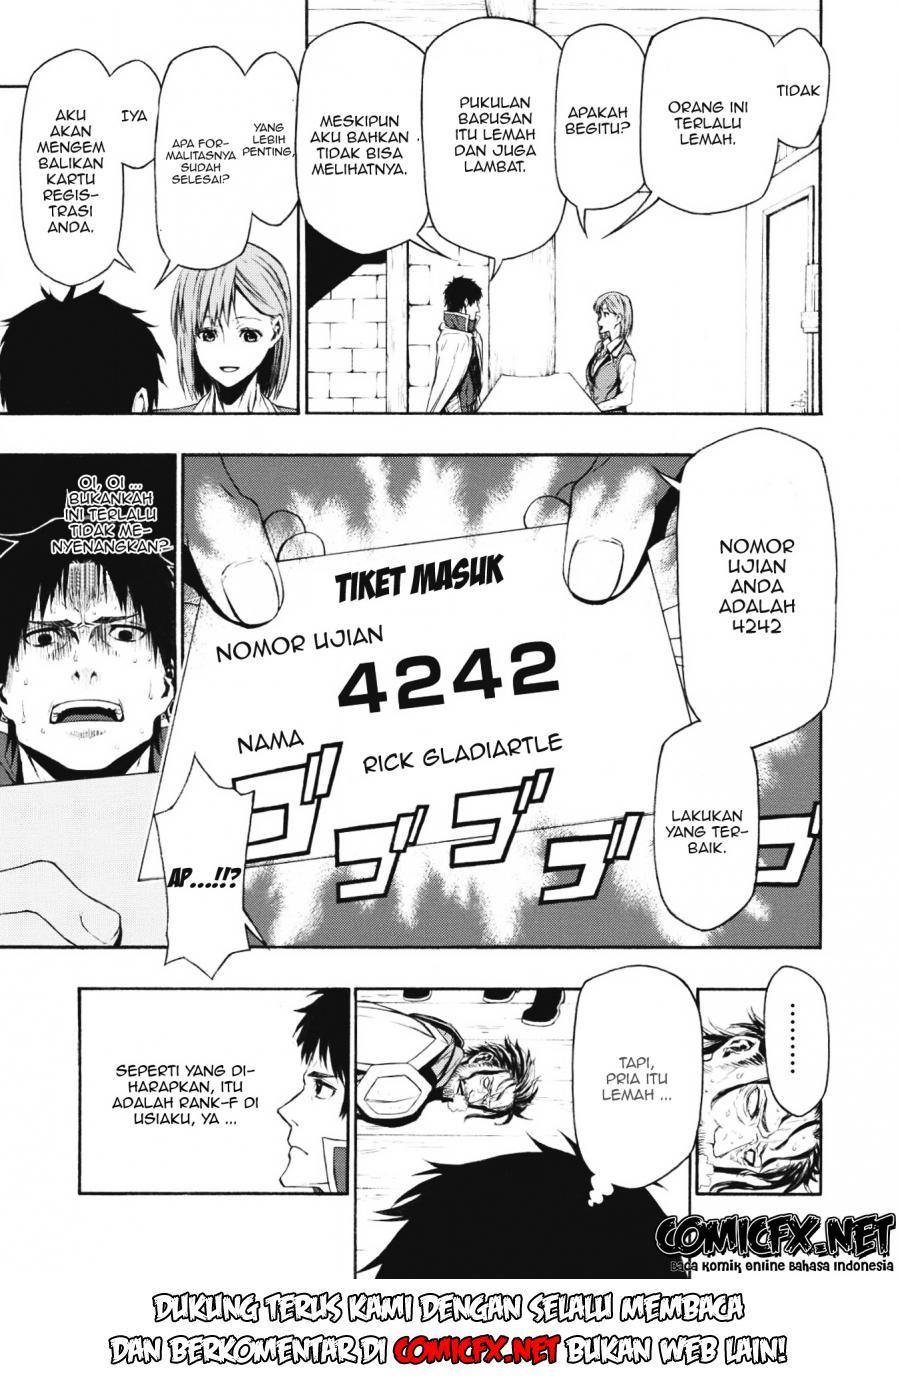 TIDAK
ORANG INI
TERLALU
LEMAH.
APAKAH
BEGITU?
PUKULAN
BARUSAN
ITU LEMAH
DAN JUGA
LAMBAT.
MESKIPUN
AKU BAHKAN
TIDAK BISA
MELIHATNYA.
YANG
LEBIH
PENTING,
APA FOR-
MALITASNYA
SUDAH
SELESAI?
IYA
AKU
AKAN
MENGEM
BALIKAN
KARTU
REGIS-
TRASI
ANDA.
NOMOR
UJIAN
ANDA
ADALAH
4242
LAKUKAN
YANG TER-
BAIK.
TIKET MASUK
NOMOR UJIAN
4242
NAMA
RICK GLADIARTLE
ゴゴゴゴ
OI, OI ...
BUKANKAH
INI TERLALU
TIDAK ME-
NYENANGKAN?
AP...!!?
.........
TAPI,
PRIA ITU
LEMAH ...
SEPERTI YANG DI-
HARAPKAN, ITU
ADALAH RANK-F DI
USIAKU, YA ...
COMICFX.NET
Baca Komik Online Bahasa Indonesia
DUKUNG TERUS KAMI DENGAN SELALU MEMBACA
DAN BERKOMENTAR DI COMICFX.NET BUKAN WEB LAIN!